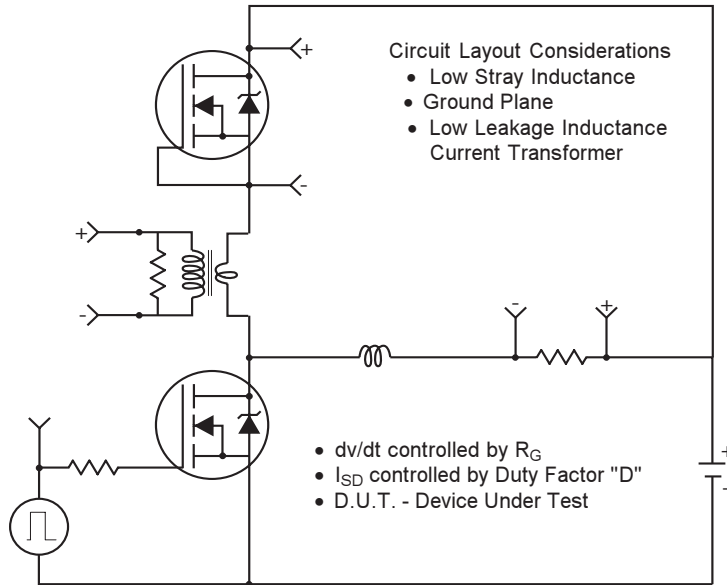 +
Circuit Layout Considerations
• Low Stray Inductance
• Ground Plane
• Low Leakage Inductance
Current Transformer
-
+
-
-
+
• dv/dt controlled by RG
• ISD controlled by Duty Factor "D"
• D.U.T. - Device Under Test
+
-